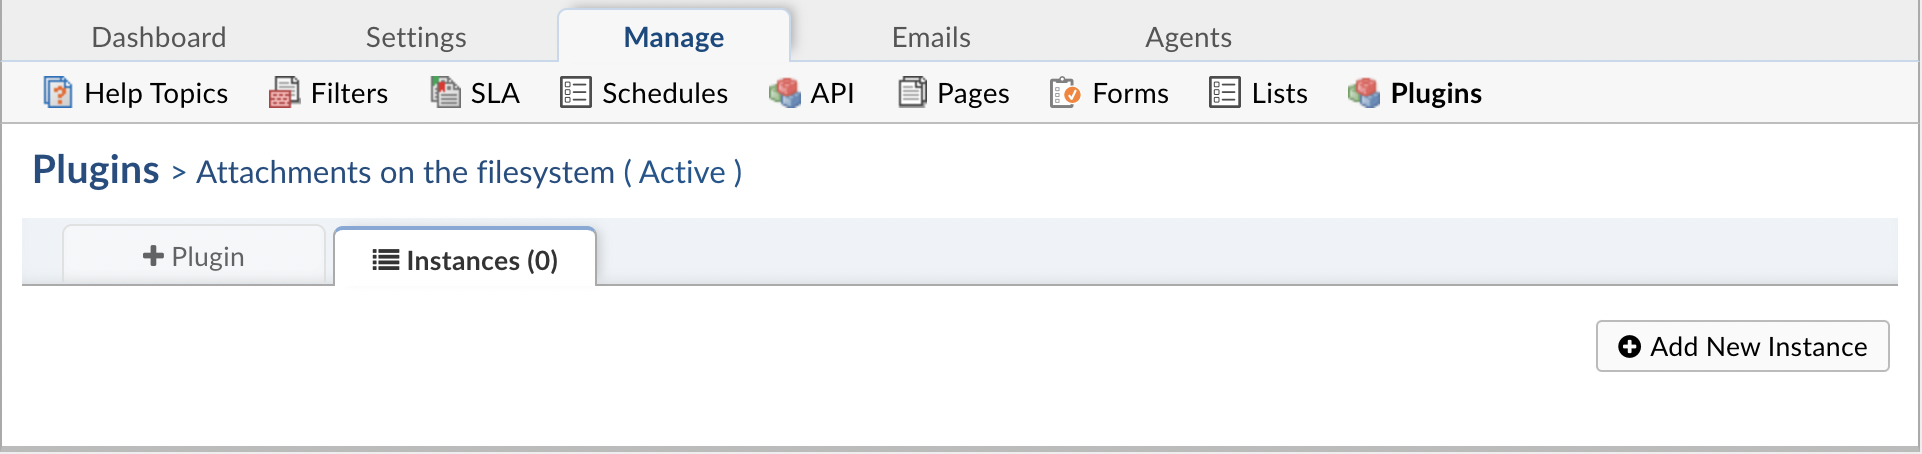 Dashboard Settings Manage Emails Agents
Help Topics Filters SLA Schedules API Pages Forms Lists Plugins
Plugins > Attachments on the filesystem ( Active )
Plugin Instances (0)
Add New Instance